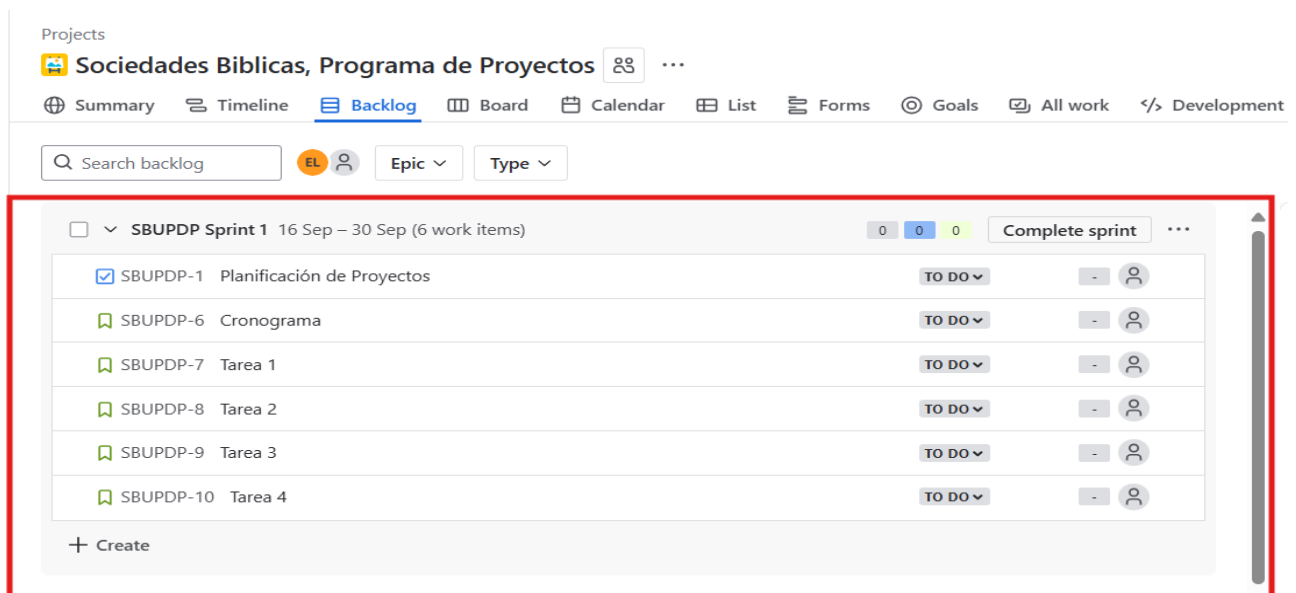 Projects
Sociedades Biblicas, Programa de Proyectos
Summary Timeline Backlog Board Calendar List Forms Goals All work Development
Search backlog EL Epic Type
SBUPDP Sprint 1 16 Sep – 30 Sep (6 work items) 0 0 0 Complete sprint
SBUPDP-1 Planificación de Proyectos TO DO -
SBUPDP-6 Cronograma TO DO -
SBUPDP-7 Tarea 1 TO DO -
SBUPDP-8 Tarea 2 TO DO -
SBUPDP-9 Tarea 3 TO DO -
SBUPDP-10 Tarea 4 TO DO -
+ Create